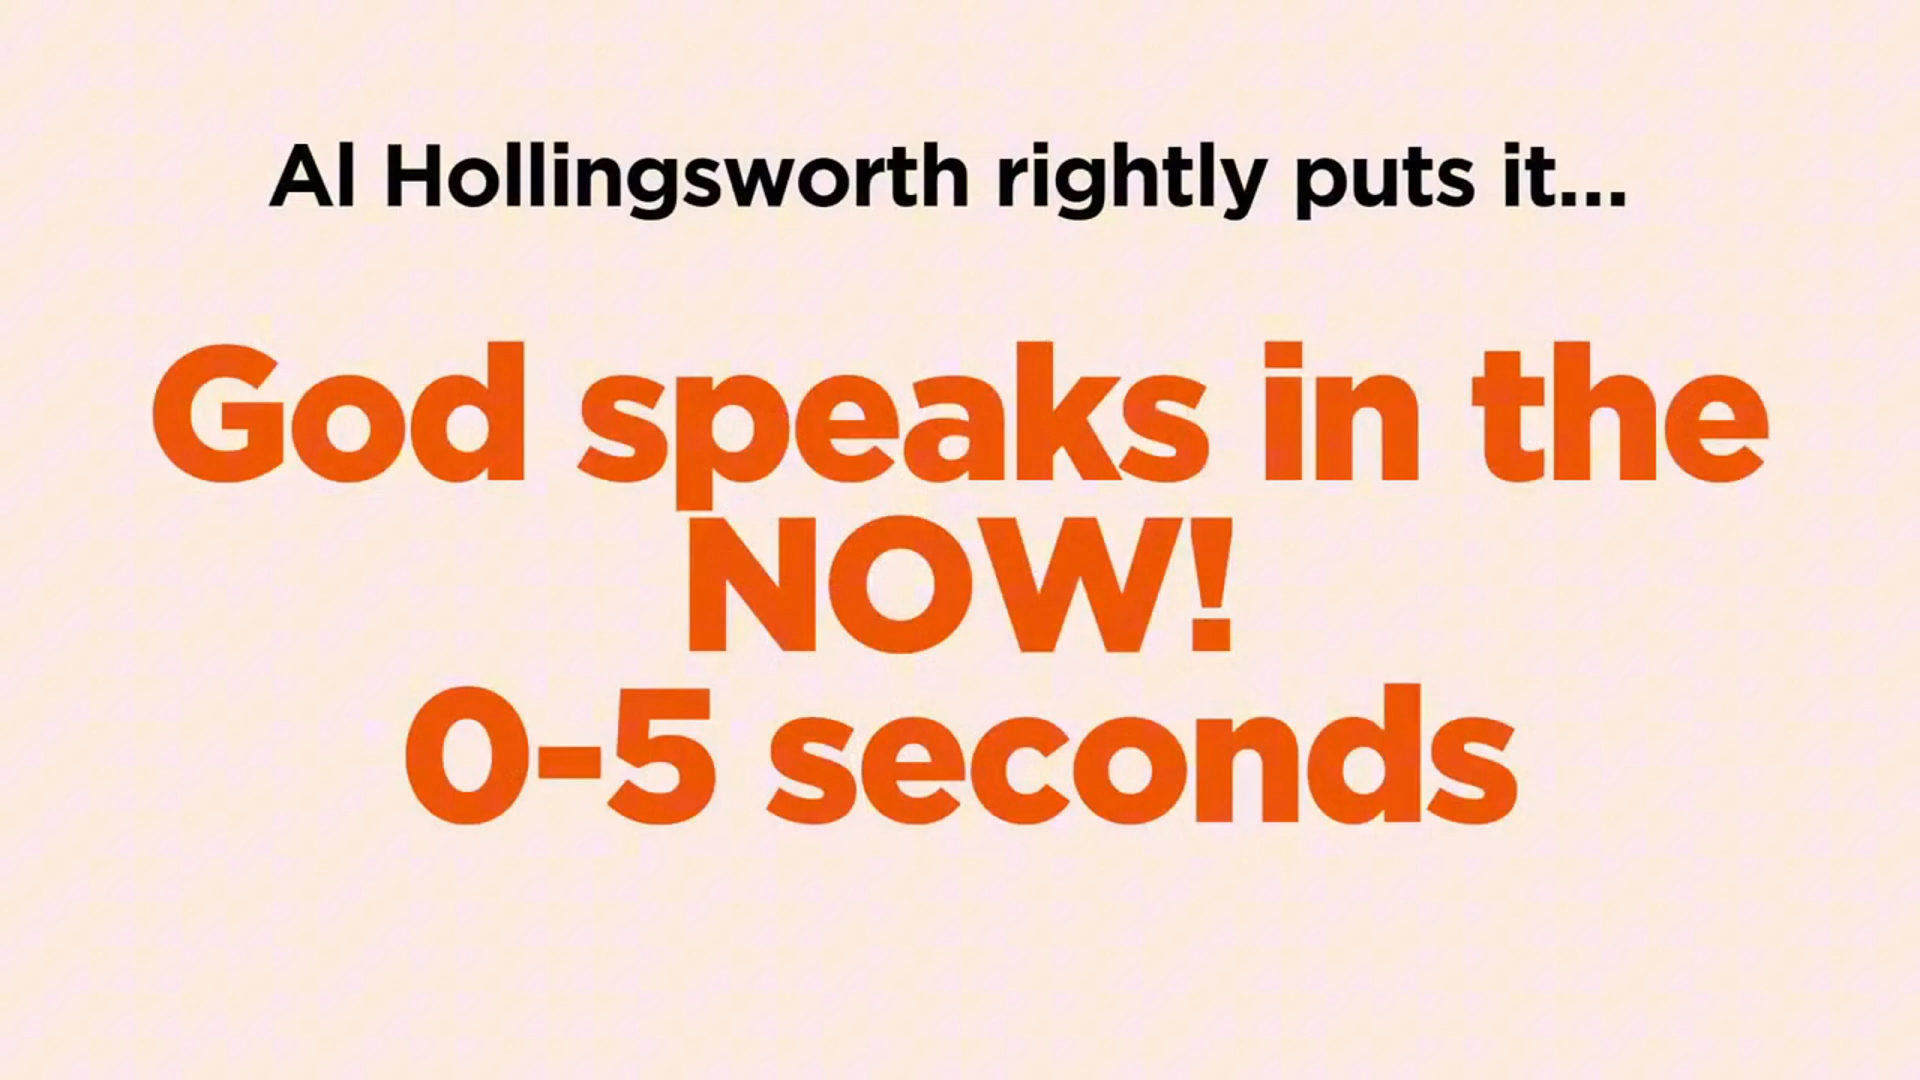 Al Hollingsworth rightly puts it...
God speaks in the
NOW!
0-5 seconds